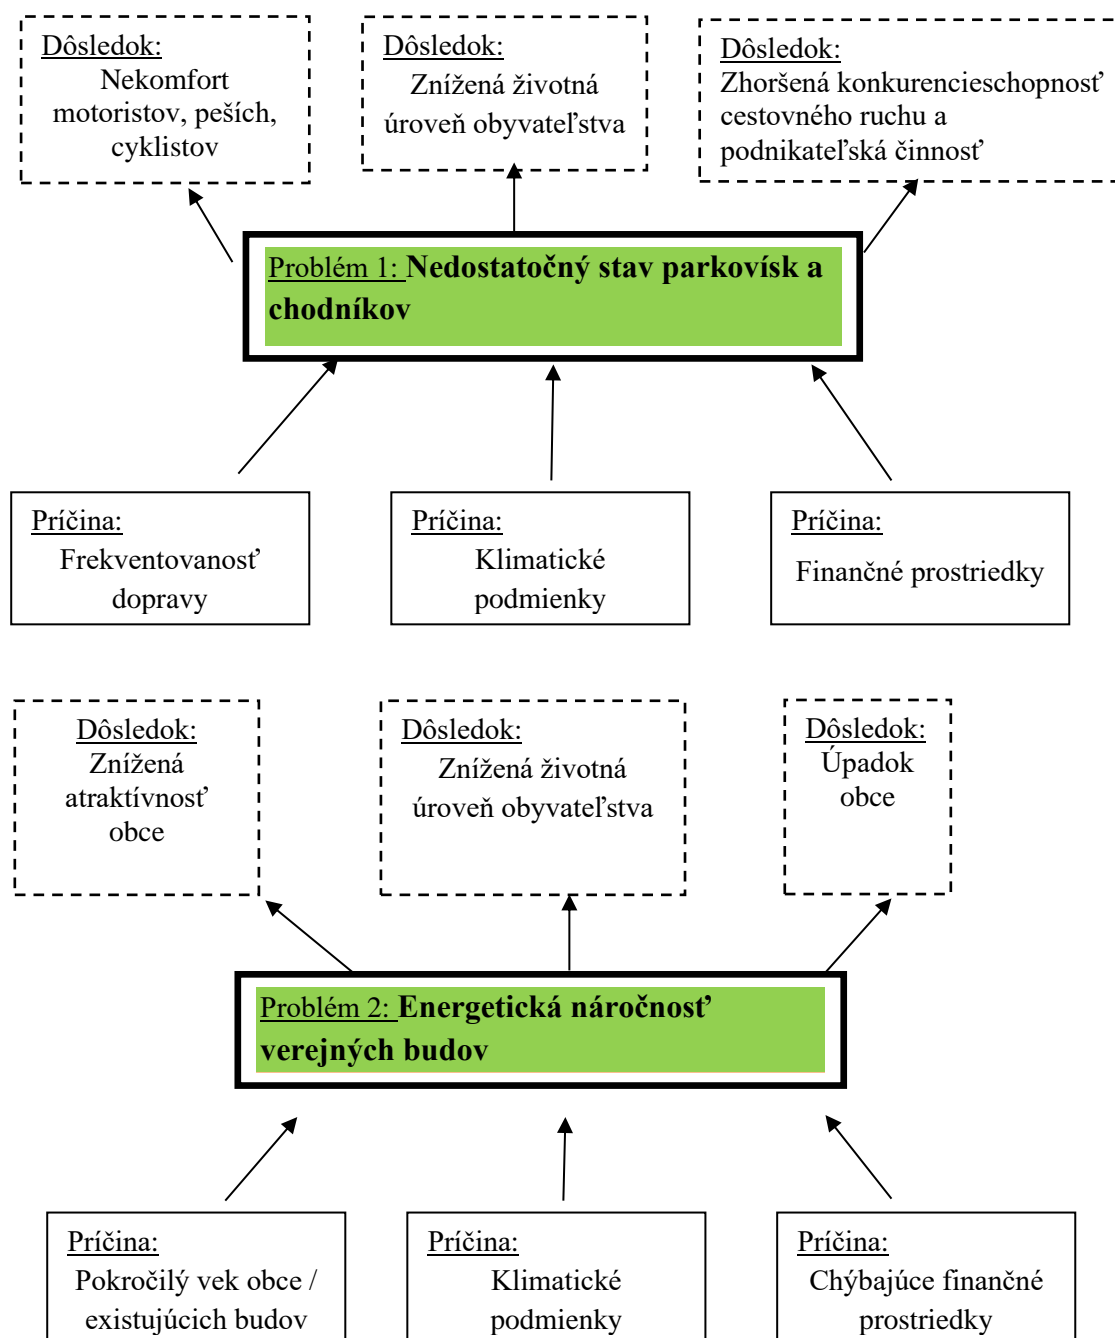 Dôsledok:
Nekomfort
motoristov, peších,
cyklistov
Dôsledok:
Znížená životná
úroveň obyvateľstva
Dôsledok:
Zhoršená konkurencieschopnosť
cestovného ruchu a
podnikateľská činnosť
Problém 1: Nedostatočný stav parkovísk a
chodníkov
Príčina:
Frekventovanosť
dopravy
Príčina:
Klimatické
podmienky
Príčina:
Finančné prostriedky
Dôsledok:
Znížená
atraktívnosť
obce
Dôsledok:
Znížená životná
úroveň obyvateľstva
Dôsledok:
Úpadok
obce
Problém 2: Energetická náročnosť
verejných budov
Príčina:
Pokročilý vek obce /
existujúcich budov
Príčina:
Klimatické
podmienky
Príčina:
Chýbajúce finančné
prostriedky